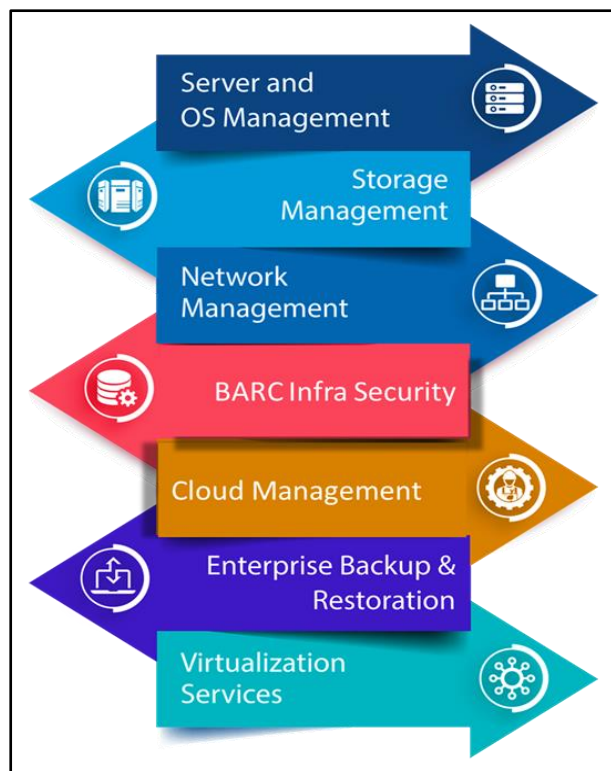 Server and
OS Management
Storage
Management
Network
Management
BARC Infra Security
Cloud Management
Enterprise Backup &
Restoration
Virtualization
Services